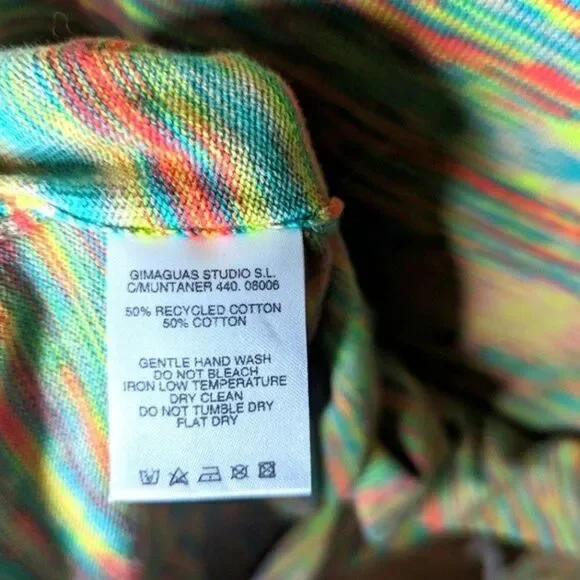 GIMAGUAS STUDIO S.L.
C/MUNTANER 440. 08006
50% RECYCLED COTTON
50% COTTON
GENTLE HAND WASH
DO NOT BLEACH
IRON LOW TEMPERATURE
DRY CLEAN
DO NOT TUMBLE DRY
FLAT DRY